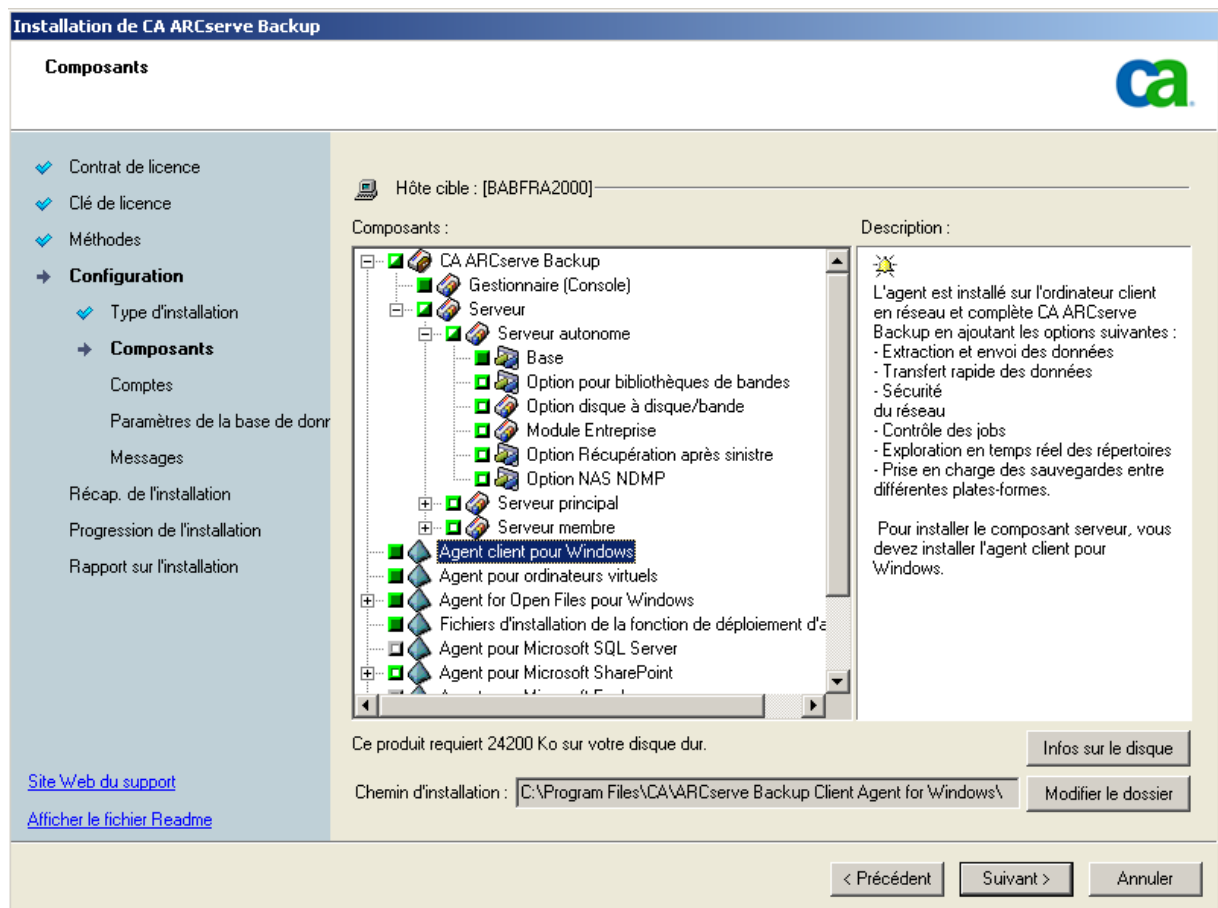 Installation de CA ARCserve Backup
Composants
ca
Contrat de licence
Clé de licence
Méthodes
Configuration
Type d'installation
Composants
Comptes
Paramètres de la base de donr
Messages
Récap. de l'installation
Progression de l'installation
Rapport sur l'installation
Site Web du support
Afficher le fichier Readme
Hôte cible : [BABFRA2000]
Composants :
CA ARCserve Backup
Gestionnaire (Console)
Serveur
Serveur autonome
Base
Option pour bibliothèques de bandes
Option disque à disque/bande
Module Entreprise
Option Récupération après sinistre
Option NAS NDMP
Serveur principal
Serveur membre
Agent client pour Windows
Agent pour ordinateurs virtuels
Agent for Open Files pour Windows
Fichiers d'installation de la fonction de déploiement d'a
Agent pour Microsoft SQL Server
Agent pour Microsoft SharePoint
Description :
L'agent est installé sur l'ordinateur client
en réseau et complète CA ARCserve
Backup en ajoutant les options suivantes :
- Extraction et envoi des données
- Transfert rapide des données
- Sécurité
du réseau
- Contrôle des jobs
- Exploration en temps réel des répertoires
- Prise en charge des sauvegardes entre
différentes plates-formes.
Pour installer le composant serveur, vous
devez installer l'agent client pour
Windows.
Ce produit requiert 24200 Ko sur votre disque dur.
Infos sur le disque
Chemin d'installation : C:\Program Files\CA\ARCserve Backup Client Agent for Windows\
Modifier le dossier
< Précédent
Suivant >
Annuler